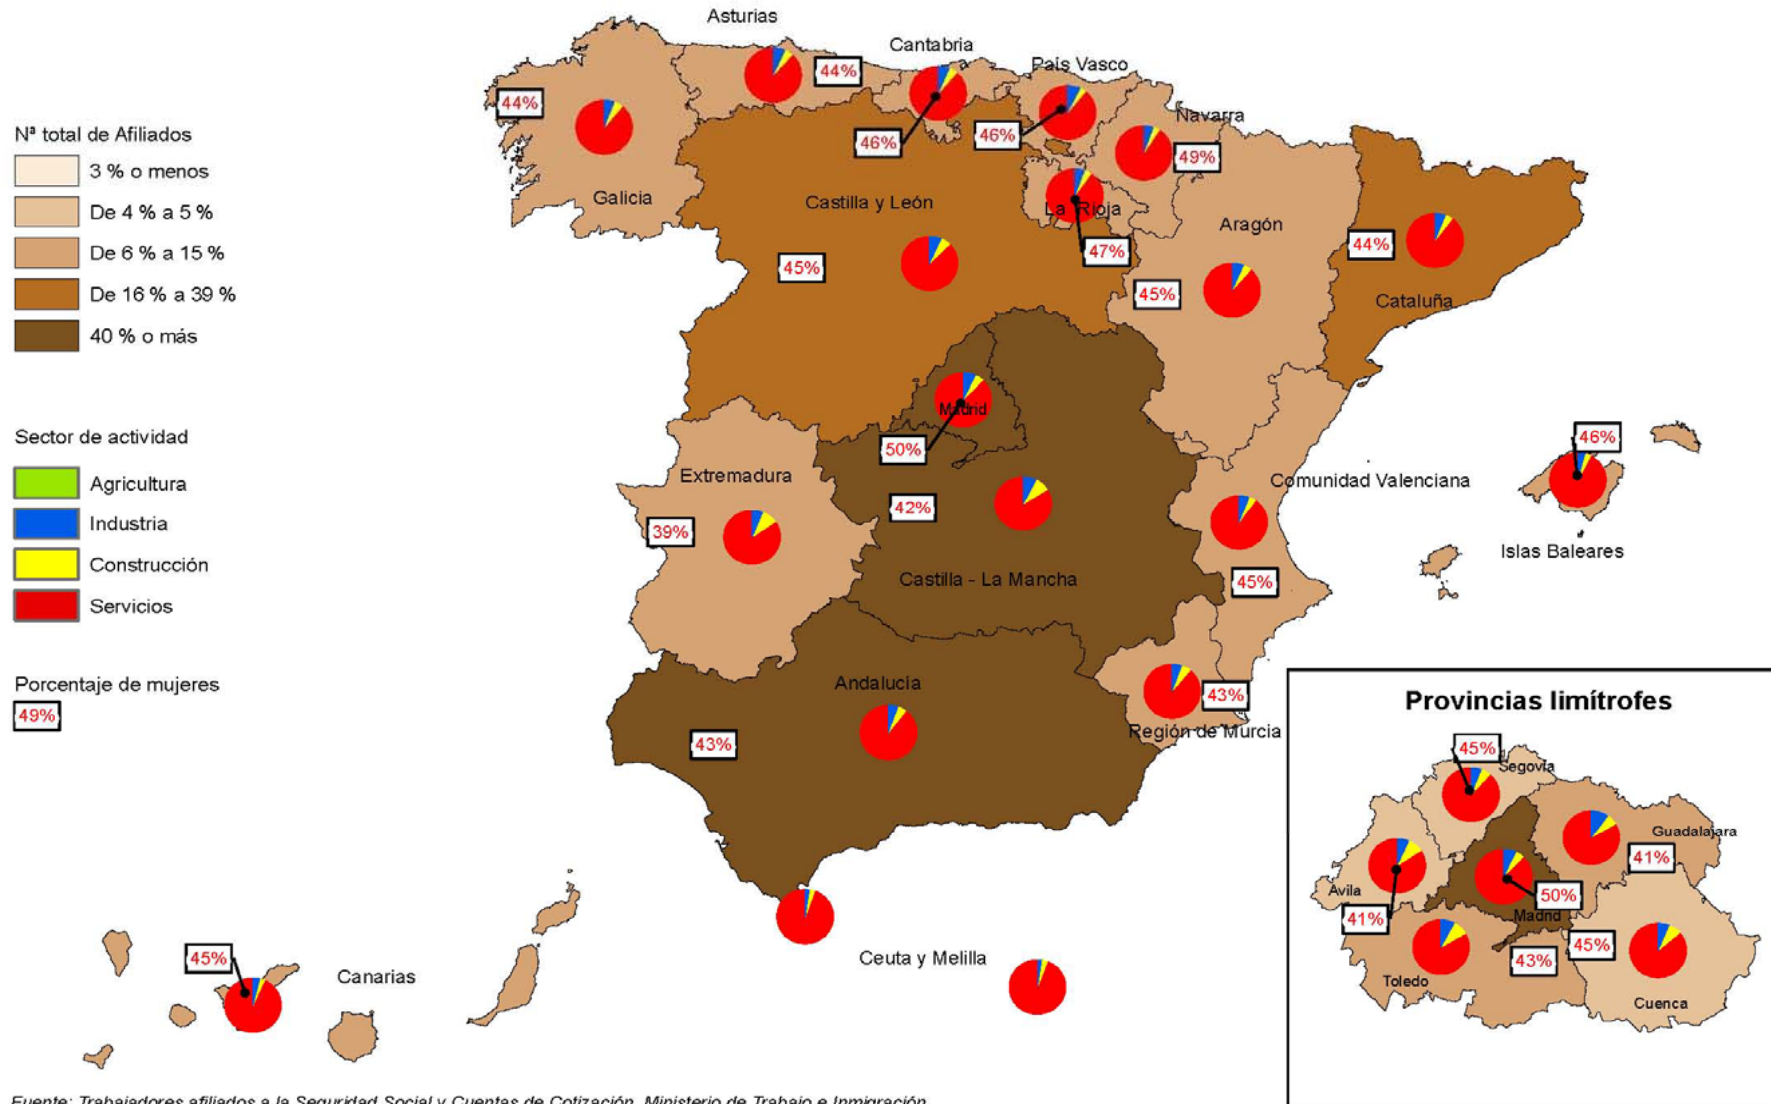 Asturias
Cantabria
País Vasco
Navarra
44%
44%
46%
46%
49%
Galicia
Castilla y León
La Rioja
Aragón
45%
47%
44%
45%
Cataluña
Nª total de Afiliados
3 % o menos
De 4 % a 5 %
De 6 % a 15 %
De 16 % a 39 %
40 % o más
Sector de actividad
Agricultura
Industria
Construcción
Servicios
Porcentaje de mujeres
49%
Madrid
50%
Extremadura
39%
42%
Castilla - La Mancha
Comunidad Valenciana
45%
46%
Islas Baleares
Andalucía
43%
43%
Región de Murcia
Ceuta y Melilla
45%
Canarias
Provincias limítrofes
45%
Segovia
Guadalajara
41%
Avila
41%
50%
Madrid
45%
43%
Toledo
Cuenca
Fuente: Trabajadores afiliados a la Seguridad Social y Cuentas de Cotización. Ministerio de Trabajo e Inmigración